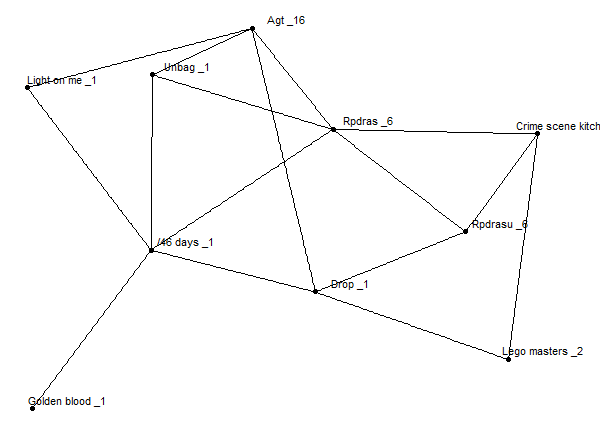 Agt _16
Unbag _1
Light on me _1
Rpdras _6
Crime scene kitch
Rpdrasu _6
/46 days _1
Drop _1
Lego masters _2
Golden blood _1